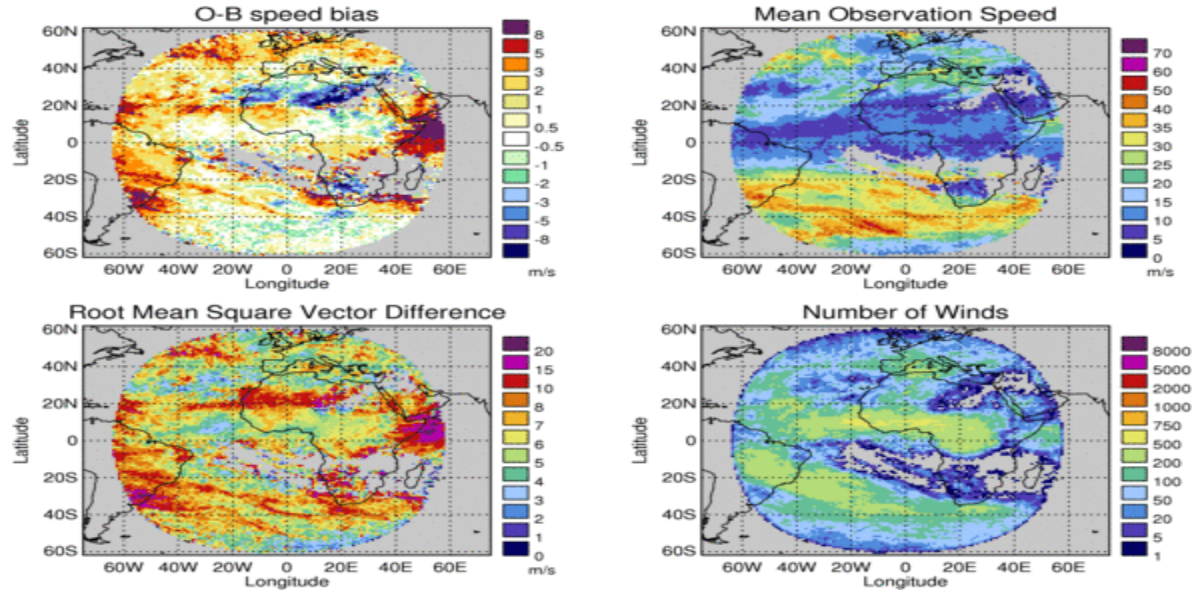 O-B speed bias
60N
40N
20N
0
20S
40S
60S
Latitude
60W 40W 20W 0 20E 40E 60E
Longitude
8
5
3
2
1
0.5
-0.5
-1
-2
-3
-5
-8
m/s
Mean Observation Speed
60N
40N
20N
0
20S
40S
60S
Latitude
60W 40W 20W 0 20E 40E 60E
Longitude
70
60
50
40
35
30
25
20
15
10
5
0
m/s
Root Mean Square Vector Difference
60N
40N
20N
0
20S
40S
60S
Latitude
60W 40W 20W 0 20E 40E 60E
Longitude
20
15
10
8
7
6
5
4
3
2
1
0
m/s
Number of Winds
60N
40N
20N
0
20S
40S
60S
Latitude
60W 40W 20W 0 20E 40E 60E
Longitude
8000
5000
2000
1000
750
500
200
100
50
20
5
1